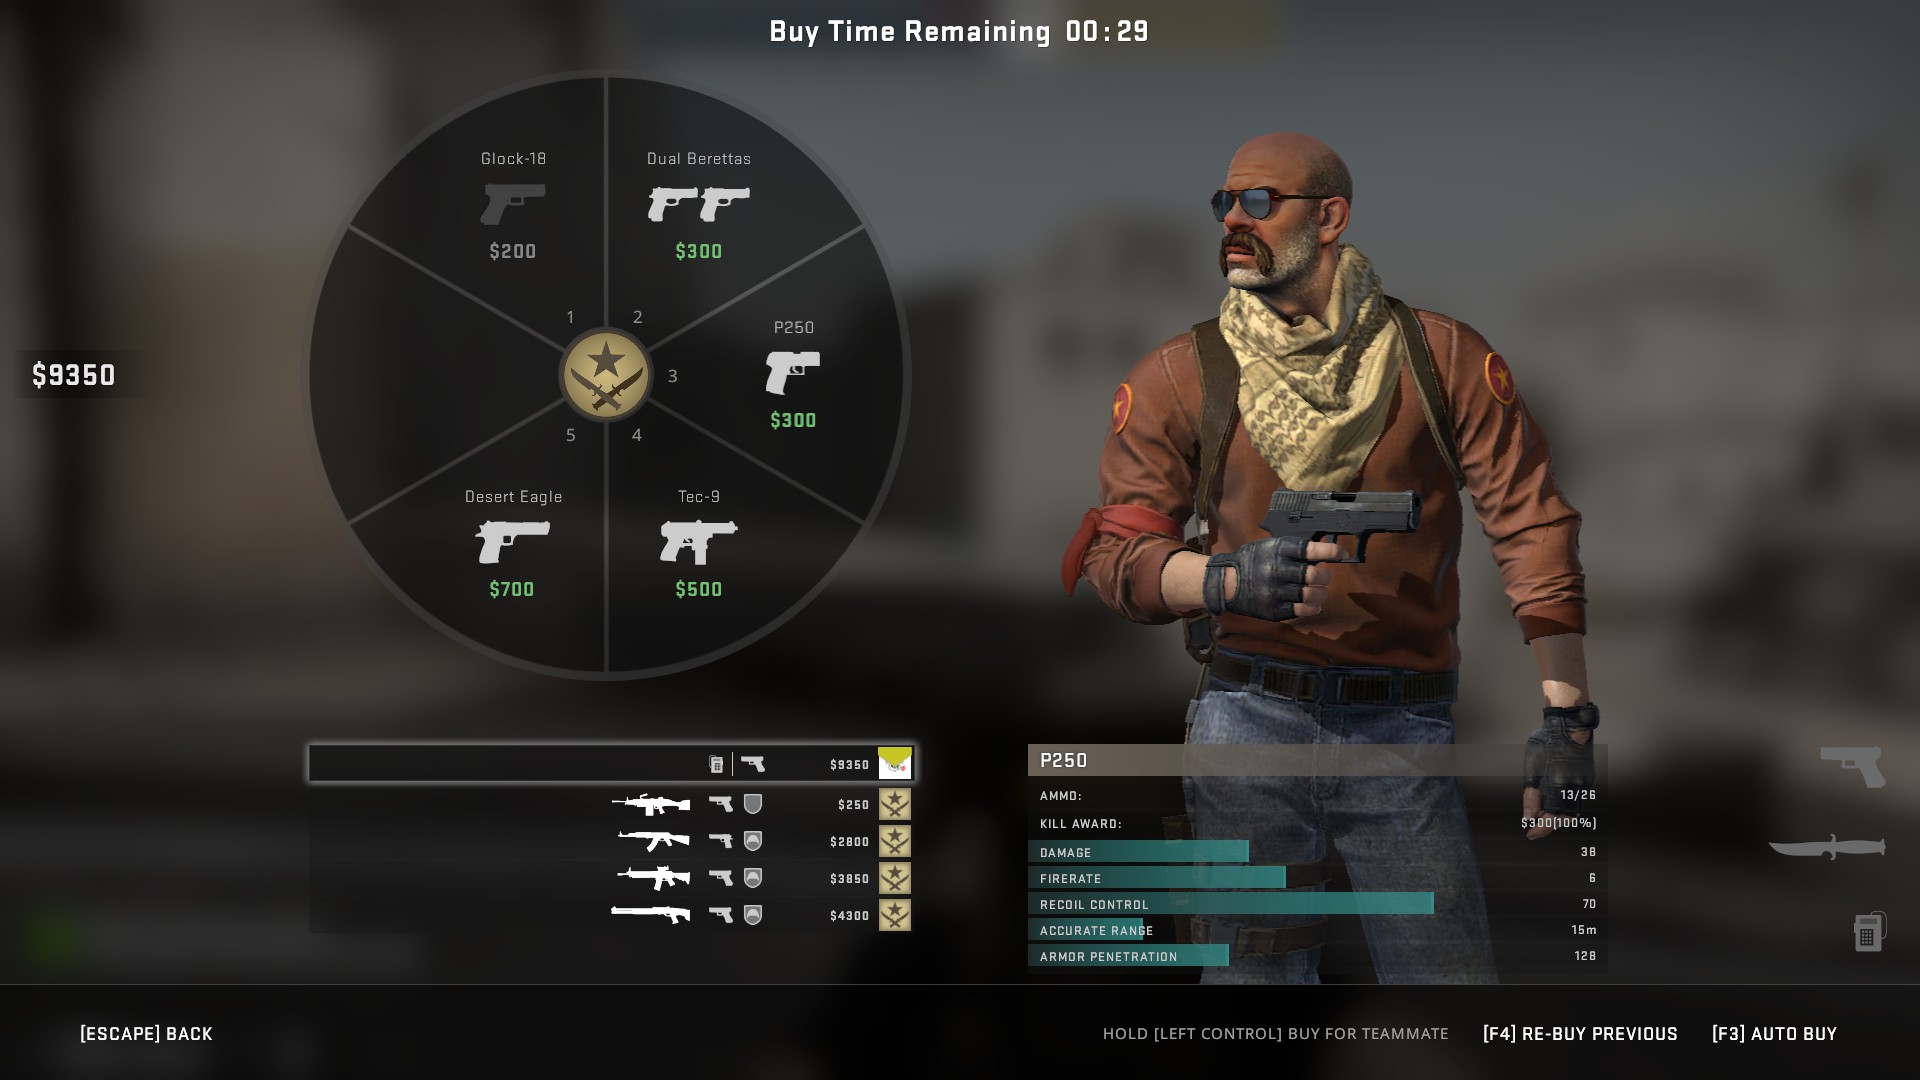 Buy Time Remaining 00:29
Glock-18
$200
Dual Berettas
$300
1
2
P250
$300
3
$9350
5
4
Desert Eagle
$700
Tec-9
$500
$9350
$250
$2800
$3850
$4300
P250
AMMO: 13/26
KILL AWARD: $300(100%)
DAMAGE 38
FIRERATE 6
RECOIL CONTROL 70
ACCURATE RANGE 15m
ARMOR PENETRATION 128
[ESCAPE] BACK
HOLD [LEFT CONTROL] BUY FOR TEAMMATE
[F4] RE-BUY PREVIOUS
[F3] AUTO BUY